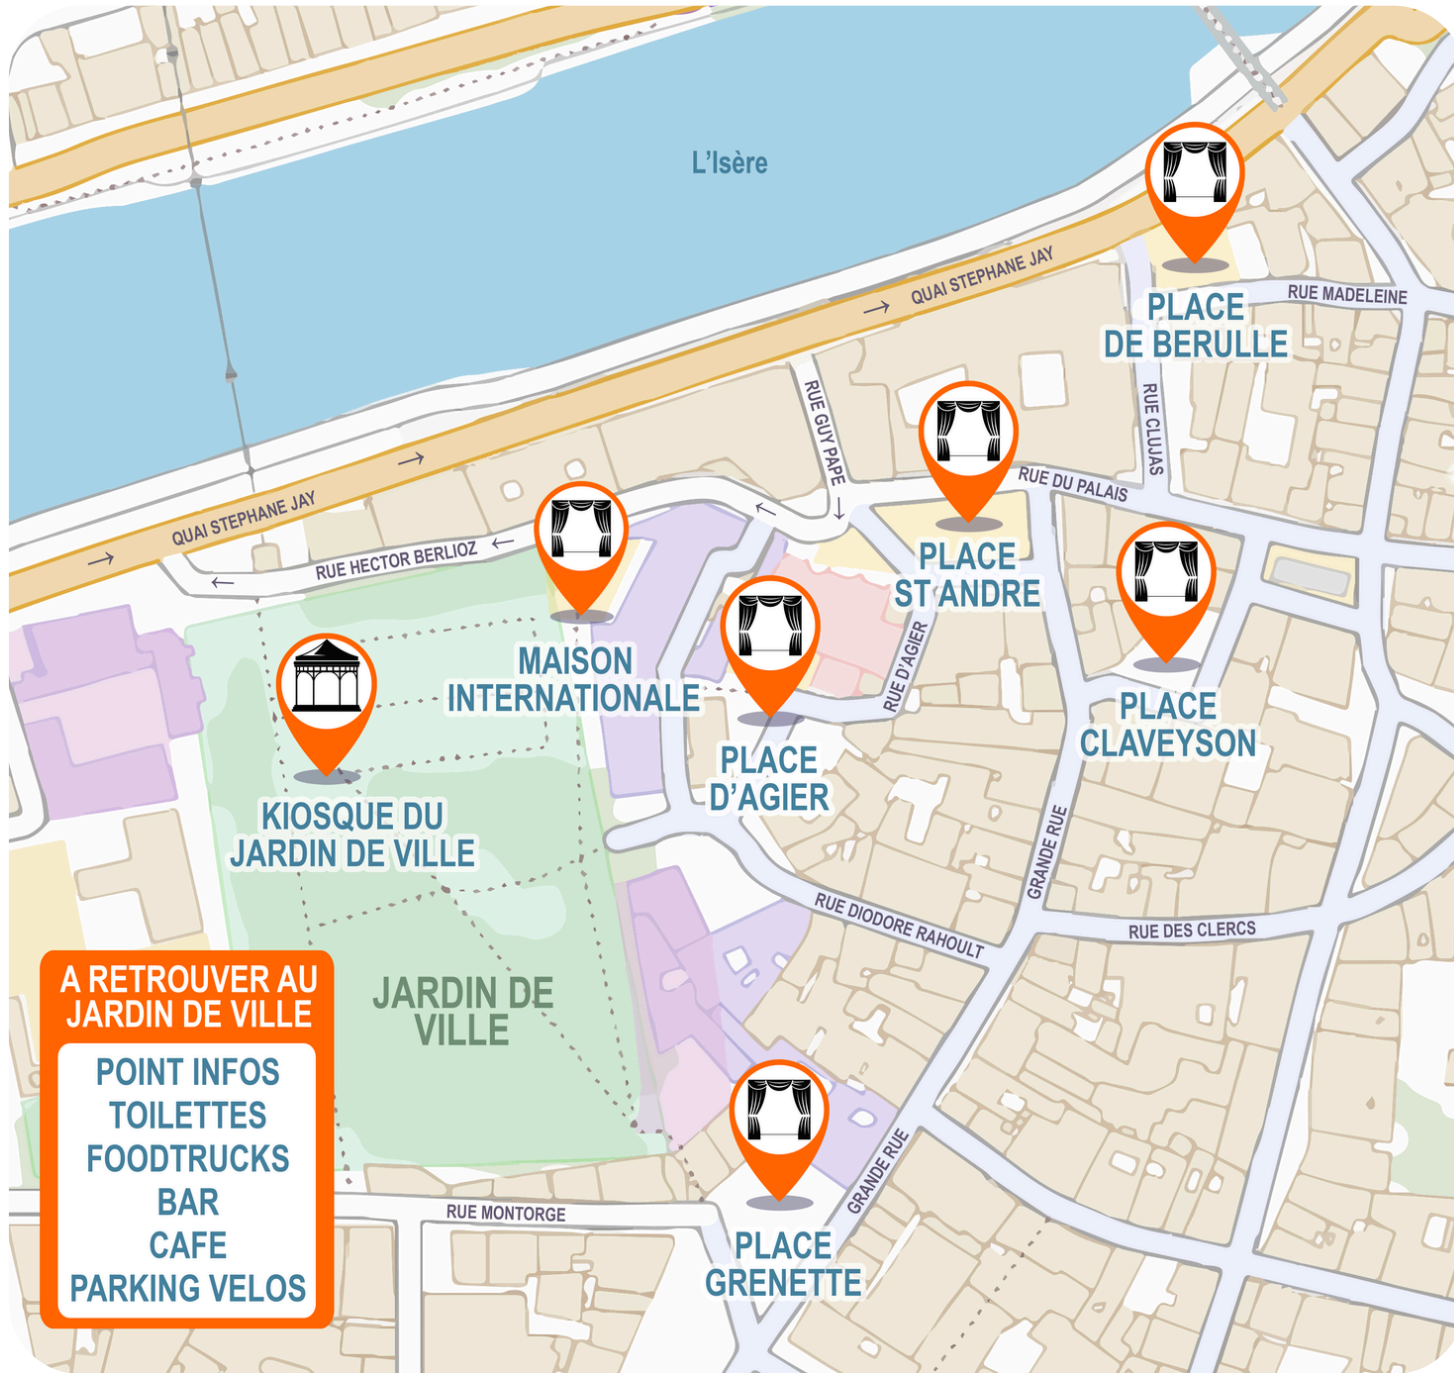 L'Isère
QUAI STEPHANE JAY
RUE MADELEINE
PLACE
DE BERULLE
RUE GUY PAPE
RUE CLUJAS
RUE DU PALAIS
QUAI STEPHANE JAY
RUE HECTOR BERLIOZ
PLACE
ST ANDRE
MAISON
INTERNATIONALE
RUE D'AGIER
PLACE
CLAVEYSON
PLACE
D'AGIER
KIOSQUE DU
JARDIN DE VILLE
GRANDE RUE
RUE DIODORE RAHOULT
RUE DES CLERCS
JARDIN DE
VILLE
A RETROUVER AU
JARDIN DE VILLE
POINT INFOS
TOILETTES
FOODTRUCKS
BAR
CAFE
PARKING VELOS
GRANDE RUE
RUE MONTORGE
PLACE
GRENETTE